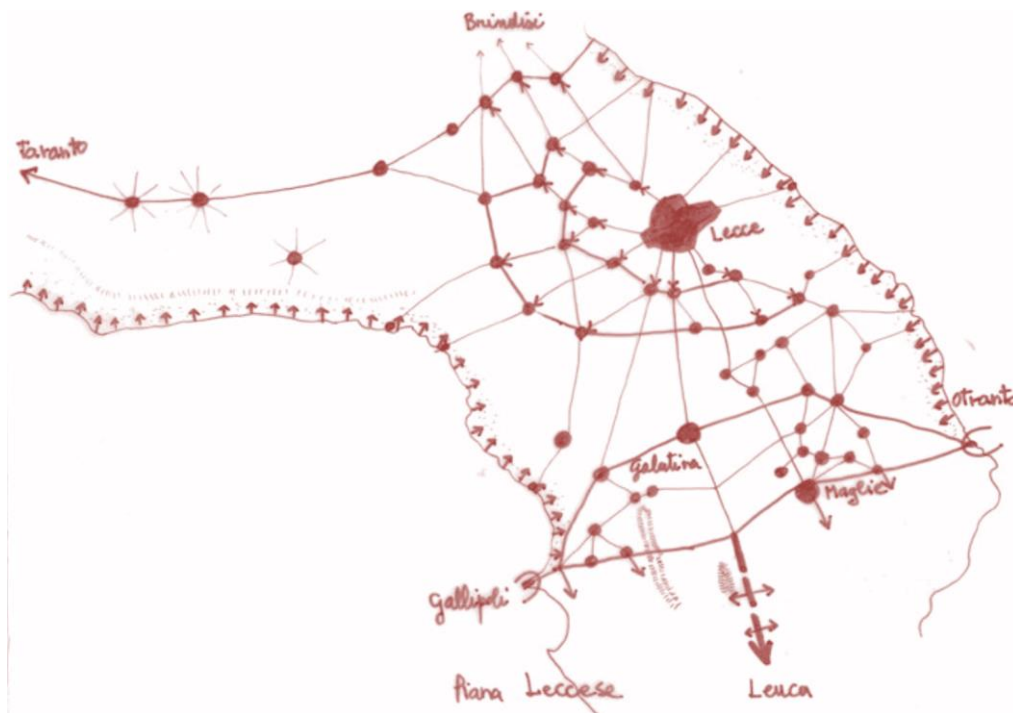 Brindisi
Taranto
Lecce
Otranto
Galatina
Maglie
Gallipoli
Piana Leccese
Leuca